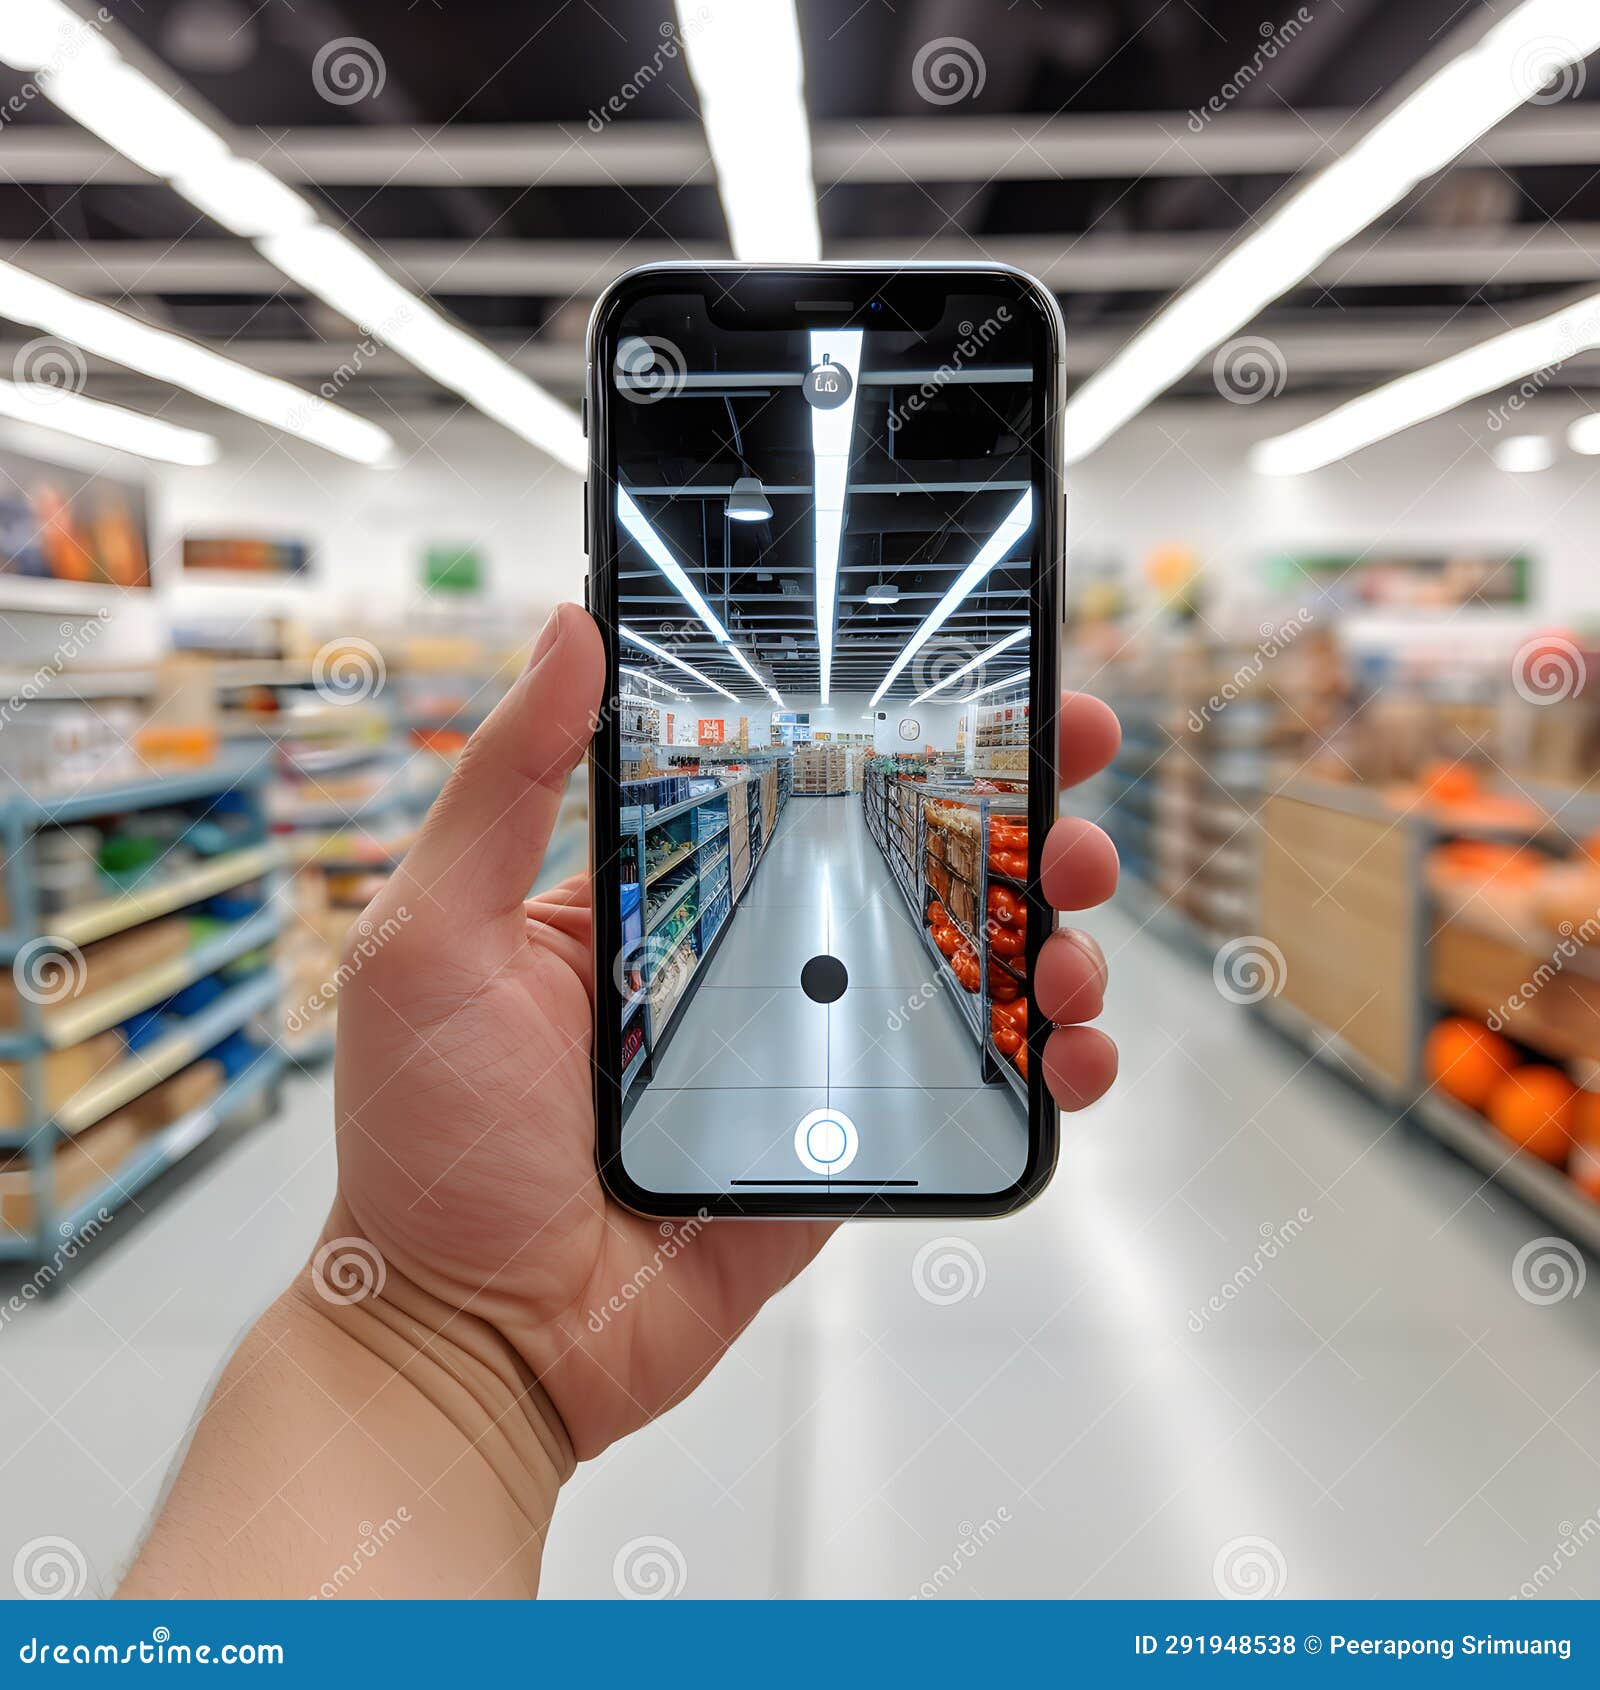 dreamstime.com
ID 291948538 © Peerapong Srimuang